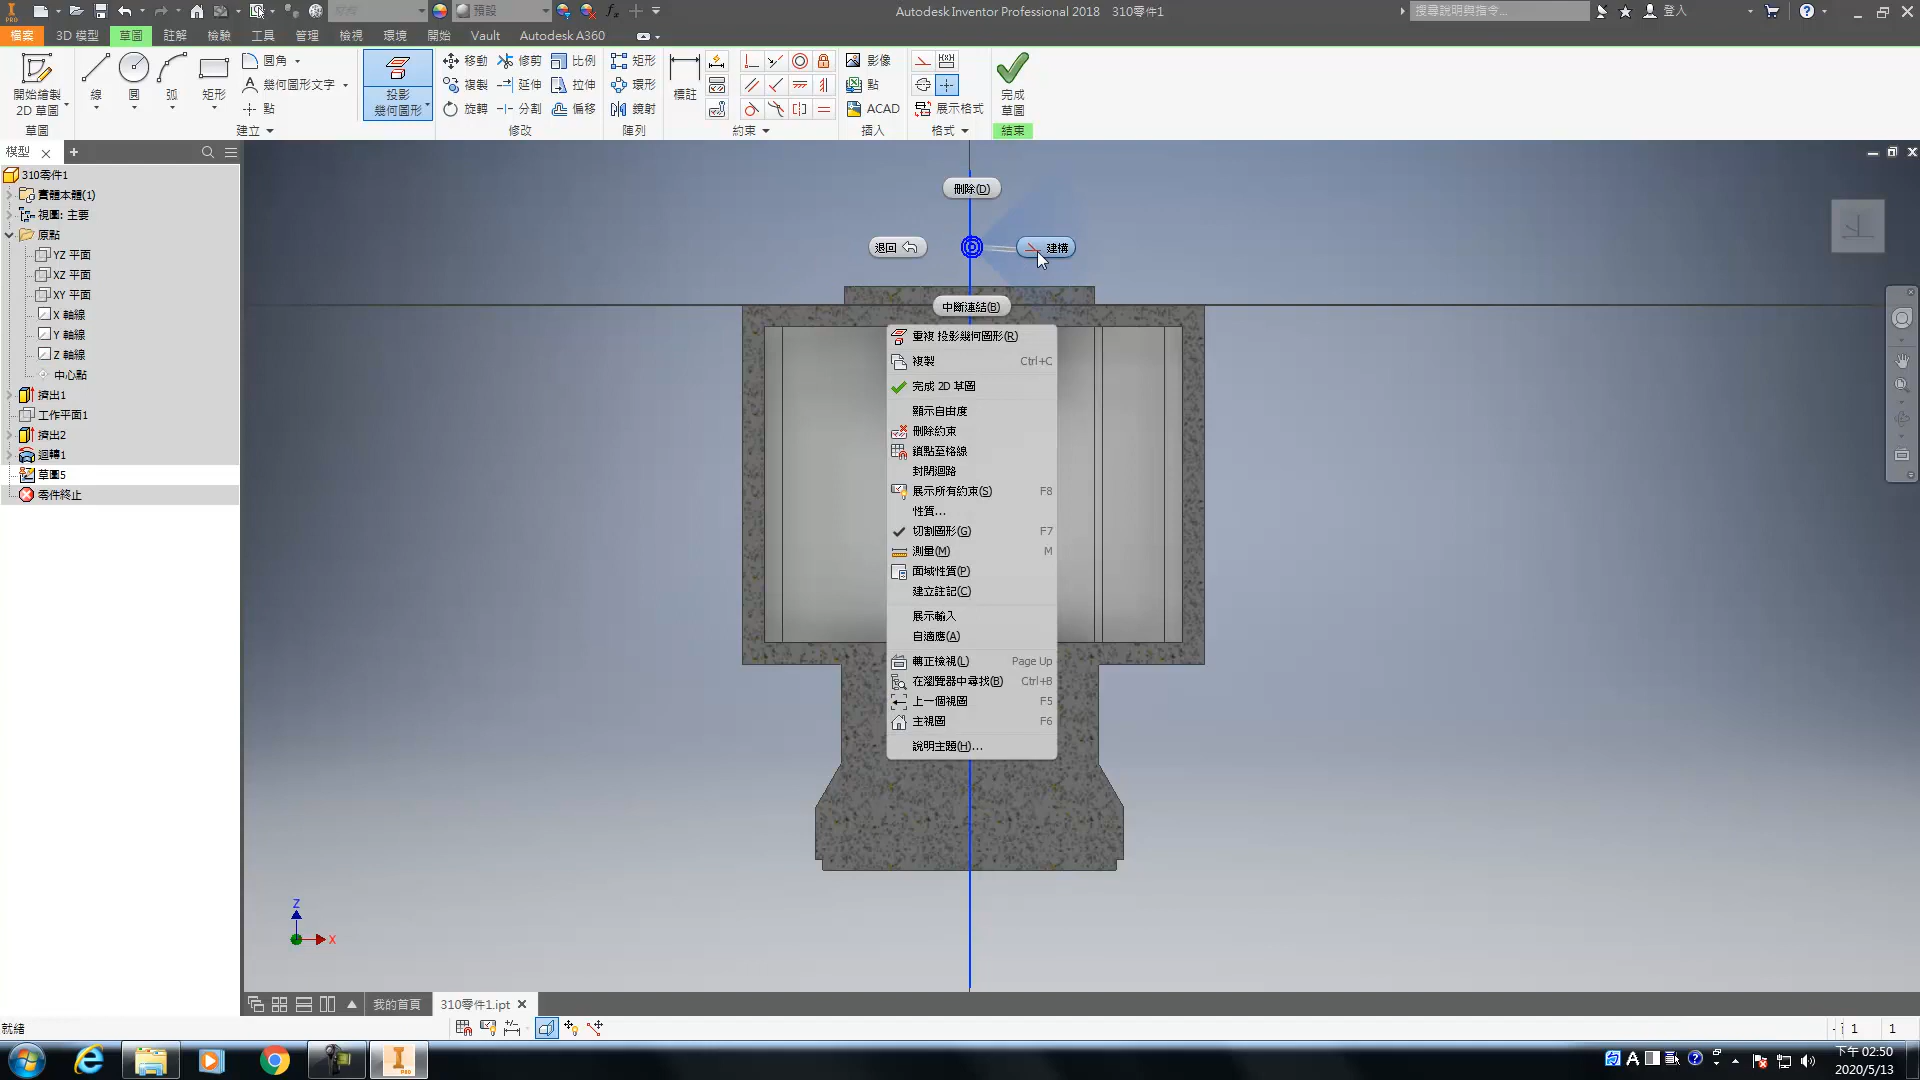 Autodesk Inventor Professional 2018 310零件1
搜尋說明與指令...
登入
預設
檔案 3D 模型 草圖 註解 檢驗 工具 管理 檢視 環境 開始 Vault Autodesk A360
開始繪製
2D 草圖
線
圓
弧
矩形
圓角
幾何圖形文字
點
投影
幾何圖形
移動 修剪 比例
複製 延伸 拉伸
旋轉 分割 偏移
矩形
環形
鏡射
標註
影像
點
ACAD
展示格式
完成
草圖
草圖 建立 修改 陣列 約束 插入 格式 結束
模型
310零件1
實體本體(1)
視圖: 主要
原點
YZ 平面
XZ 平面
XY 平面
X 軸線
Y 軸線
Z 軸線
中心點
擠出1
工作平面1
擠出2
迴轉1
草圖5
零件終止
刪除(D)
退回
建構
中斷連結(B)
重複 投影幾何圖形(R)
複製 Ctrl+C
完成 2D 草圖
顯示自由度
刪除約束
鎖點至格線
封閉迴路
展示所有約束(S) F8
性質...
切割圖形(G) F7
測量(M) M
面域性質(P)
建立註記(C)
展示輸入
自適應(A)
轉正檢視(L) Page Up
在瀏覽器中尋找(B) Ctrl+B
上一個視圖 F5
主視圖 F6
說明主題(H)...
Z
X
我的首頁 310零件1.ipt
就緒
1 1
下午 02:50
2020/5/13